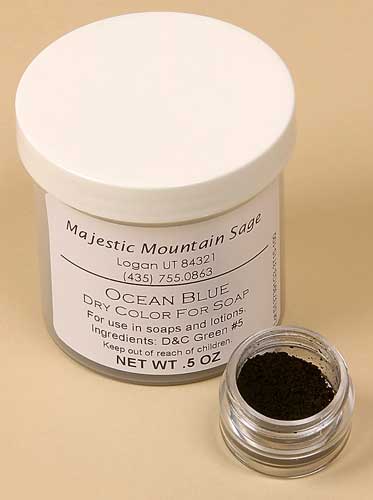 Majestic Mountain Sage
Logan UT 84321
(435) 755.0863
OCEAN BLUE
DRY COLOR FOR SOAP
For use in soaps and lotions.
Ingredients: D&C Green #5
Keep out of reach of children.
NET WT .5 OZ